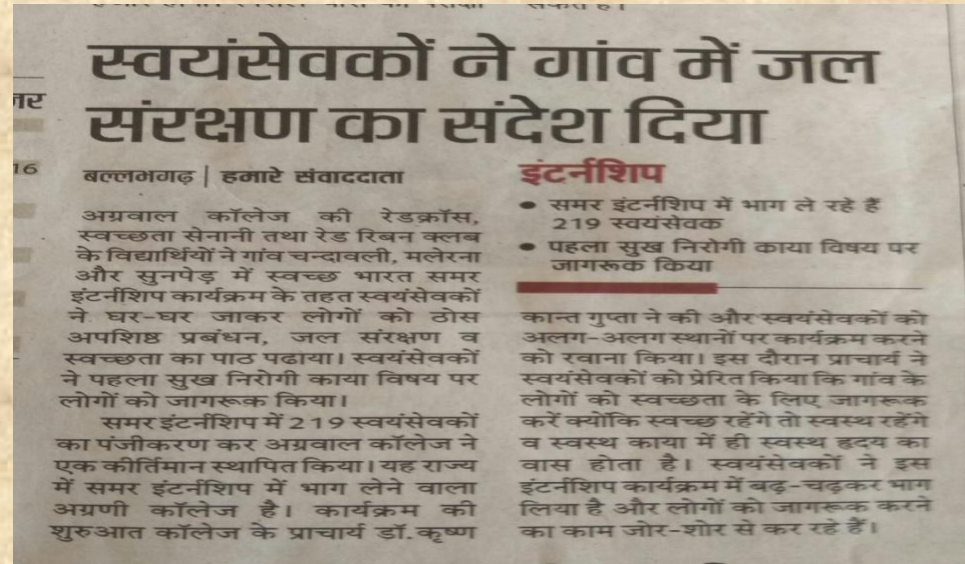 स्वयंसेवकों ने गांव में जल
संरक्षण का संदेश दिया
बल्लभगढ़ | हमारे संवाददाता
अग्रवाल कॉलेज की रेडक्रॉस,
स्वच्छता सेनानी तथा रेड रिबन क्लब
के विद्यार्थियों ने गांव चन्दावली, मलेरना
और सुनपेड़ में स्वच्छ भारत समर
इंटर्नशिप कार्यक्रम के तहत स्वयंसेवकों
ने घर-घर जाकर लोगों को ठोस
अपशिष्ठ प्रबंधन, जल संरक्षण व
स्वच्छता का पाठ पढाया। स्वयंसेवकों
ने पहला सुख निरोगी काया विषय पर
लोगों को जागरूक किया।
समर इंटर्नशिप में 219 स्वयंसेवकों
का पंजीकरण कर अग्रवाल कॉलेज ने
एक कीर्तिमान स्थापित किया। यह राज्य
में समर इंटर्नशिप में भाग लेने वाला
अग्रणी कॉलेज है। कार्यक्रम की
शुरुआत कॉलेज के प्राचार्य डॉ. कृष्ण
इंटर्नशिप
• समर इंटर्नशिप में भाग ले रहे हैं
219 स्वयंसेवक
• पहला सुख निरोगी काया विषय पर
जागरूक किया
कान्त गुप्ता ने की और स्वयंसेवकों को
अलग-अलग स्थानों पर कार्यक्रम करने
को रवाना किया। इस दौरान प्राचार्य ने
स्वयंसेवकों को प्रेरित किया कि गांव के
लोगों को स्वच्छता के लिए जागरूक
करें क्योंकि स्वच्छ रहेंगे तो स्वस्थ रहेंगे
व स्वस्थ काया में ही स्वस्थ हृदय का
वास होता है। स्वयंसेवकों ने इस
इंटर्नशिप कार्यक्रम में बढ़-चढ़कर भाग
लिया है और लोगों को जागरूक करने
का काम जोर-शोर से कर रहे हैं।
16